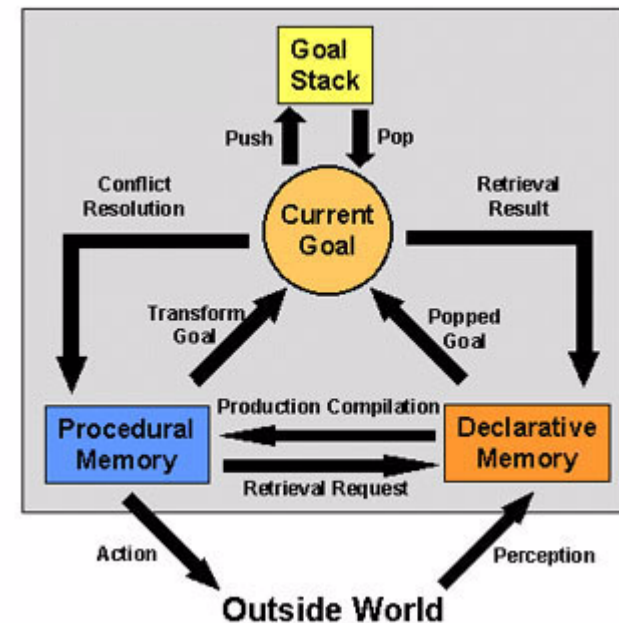 Goal
Stack
Push
Pop
Conflict
Resolution
Retrieval
Result
Current
Goal
Transform
Goal
Popped
Goal
Production Compilation
Procedural
Memory
Declarative
Memory
Retrieval Request
Action
Perception
Outside World